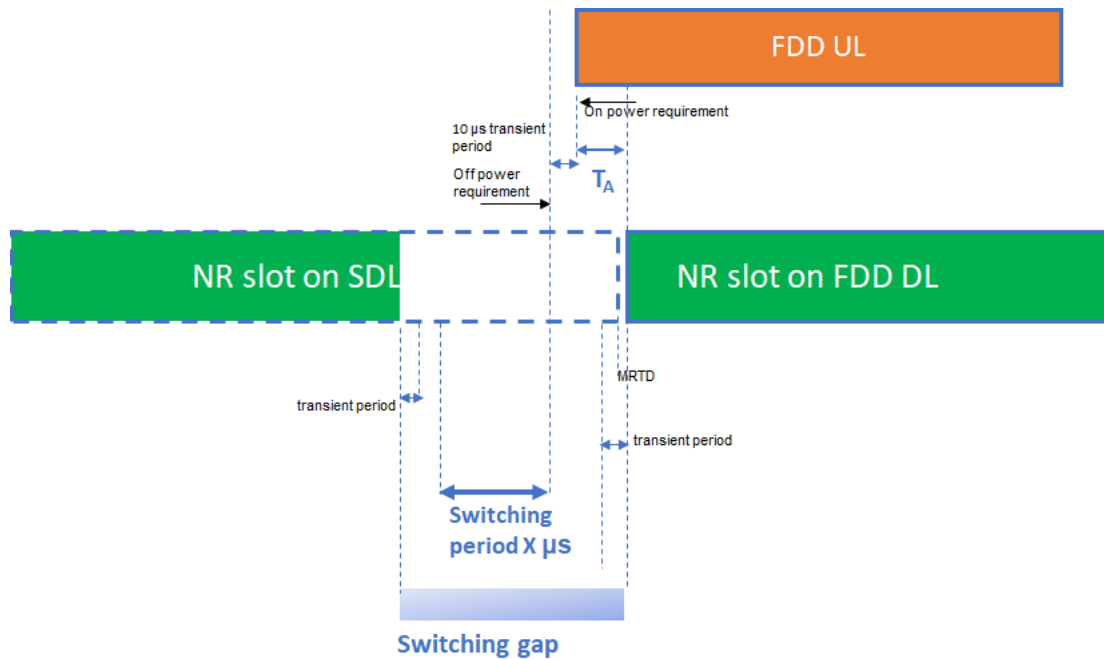 FDD UL
On power requirement
10 µs transient
period
T_A
Off power
requirement
NR slot on SDL
NR slot on FDD DL
MRTD
transient period
transient period
Switching
period X µs
Switching gap